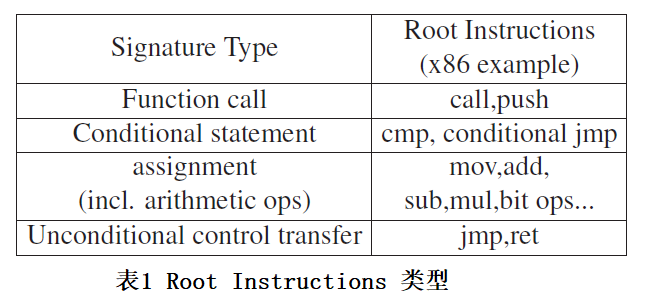 Signature Type
Root Instructions
(x86 example)
Function call
call,push
Conditional statement
cmp, conditional jmp
assignment
(incl. arithmetic ops)
mov,add,
sub,mul,bit ops...
Unconditional control transfer
jmp,ret
表1 Root Instructions 类型